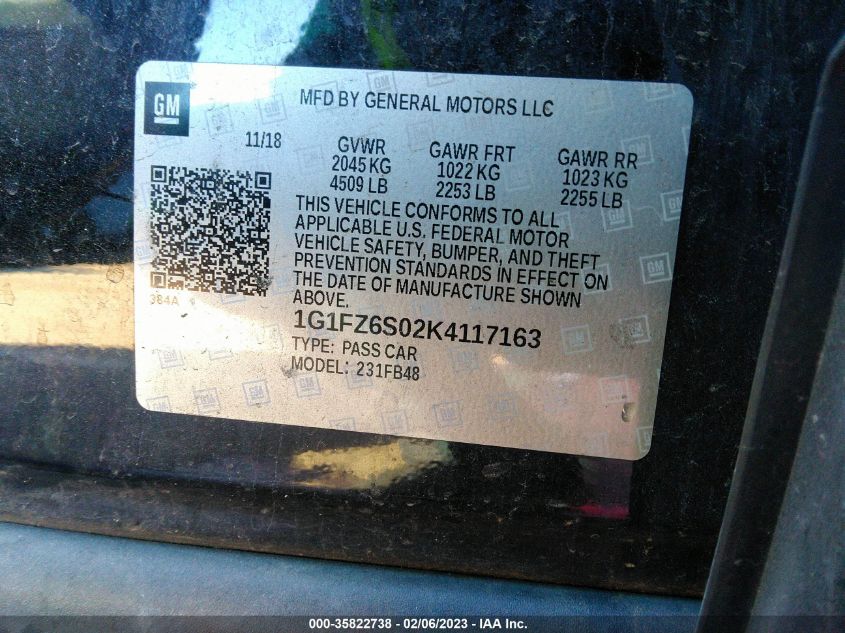 GM
MFD BY GENERAL MOTORS LLC
11/18
GVWR
2045 KG
4509 LB
GAWR FRT
1022 KG
2253 LB
GAWR RR
1023 KG
2255 LB
THIS VEHICLE CONFORMS TO ALL
APPLICABLE U.S. FEDERAL MOTOR
VEHICLE SAFETY, BUMPER, AND THEFT
PREVENTION STANDARDS IN EFFECT ON
THE DATE OF MANUFACTURE SHOWN
ABOVE.
384A
1G1FZ6S02K4117163
TYPE: PASS CAR
MODEL: 231FB48
000-35822738 - 02/06/2023 - IAA Inc.